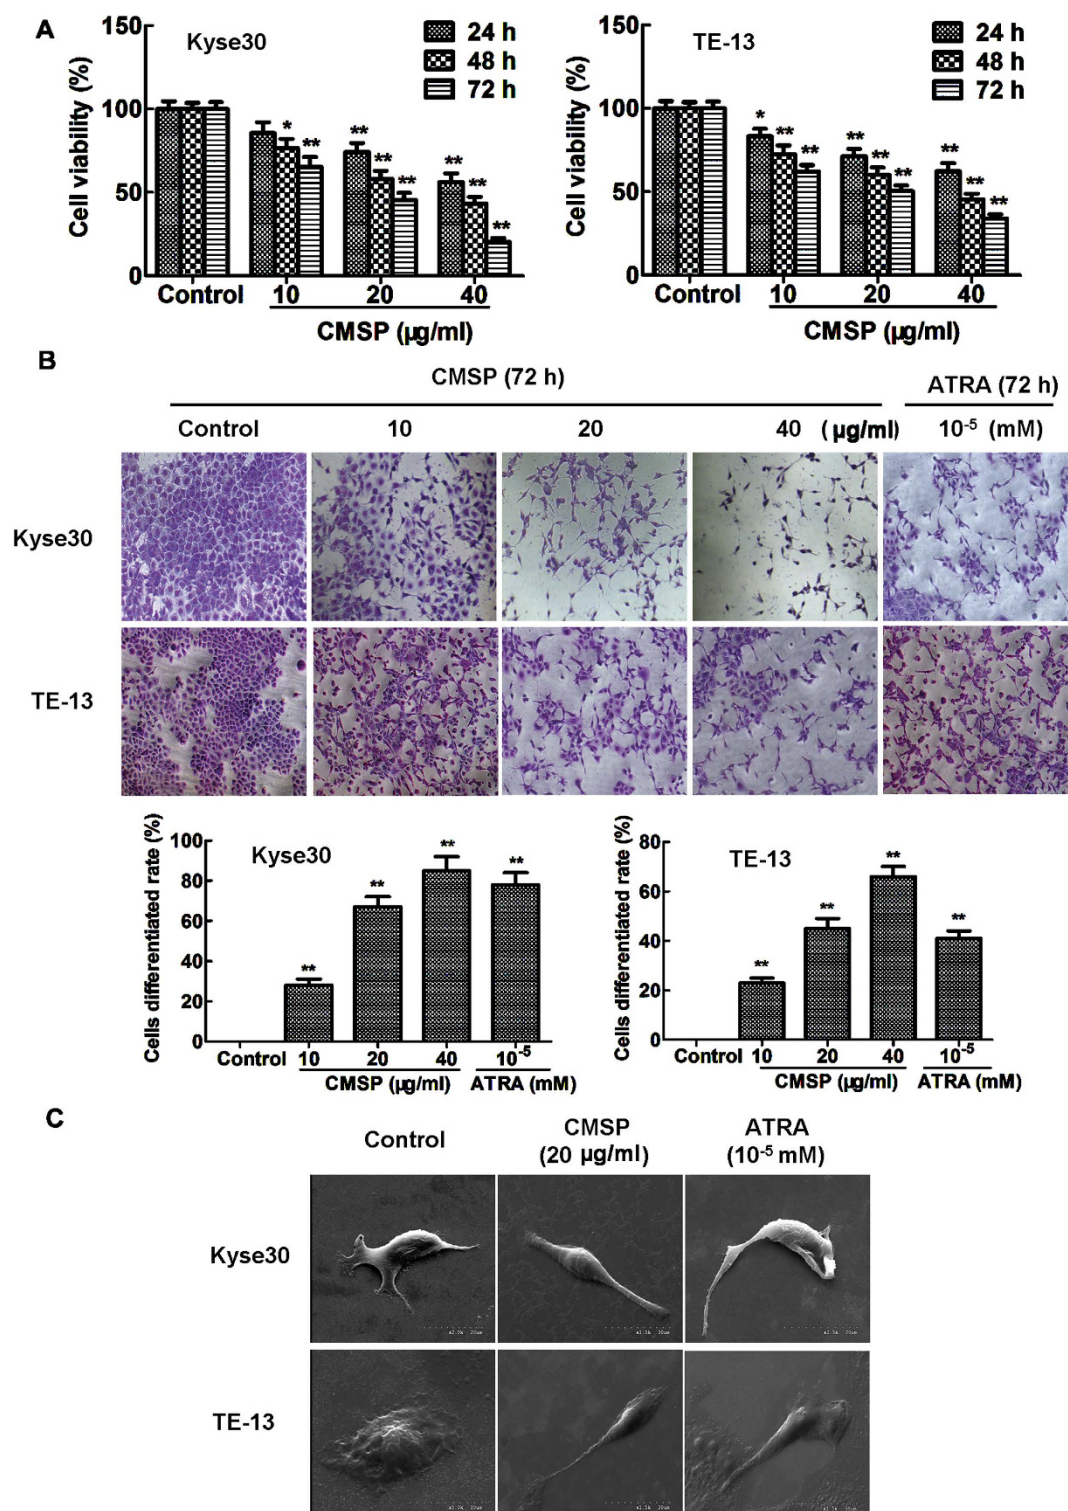 A
150
100
50
0
Cell viability (%)
Kyse30
24 h
48 h
72 h
* ** ** ** ** ** ** **
Control 10 20 40
CMSP (µg/ml)
150
100
50
0
Cell viability (%)
TE-13
24 h
48 h
72 h
* ** ** ** ** ** ** ** **
Control 10 20 40
CMSP (µg/ml)
B
CMSP (72 h) ATRA (72 h)
Control 10 20 40 (µg/ml) 10-5 (mM)
Kyse30
TE-13
Cells differentiated rate (%)
100
80
60
40
20
0
Kyse30
** ** ** **
Control 10 20 40 10-5
CMSP (µg/ml) ATRA (mM)
Cells differentiated rate (%)
80
60
40
20
0
TE-13
** ** ** **
Control 10 20 40 10-5
CMSP (µg/ml) ATRA (mM)
C
Control CMSP (20 µg/ml) ATRA (10-5 mM)
Kyse30
TE-13